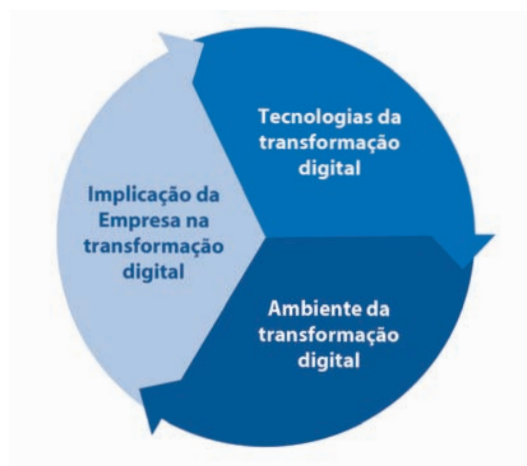 Tecnologias da
transformação
digital
Implicação da
Empresa na
transformação
digital
Ambiente da
transformação
digital